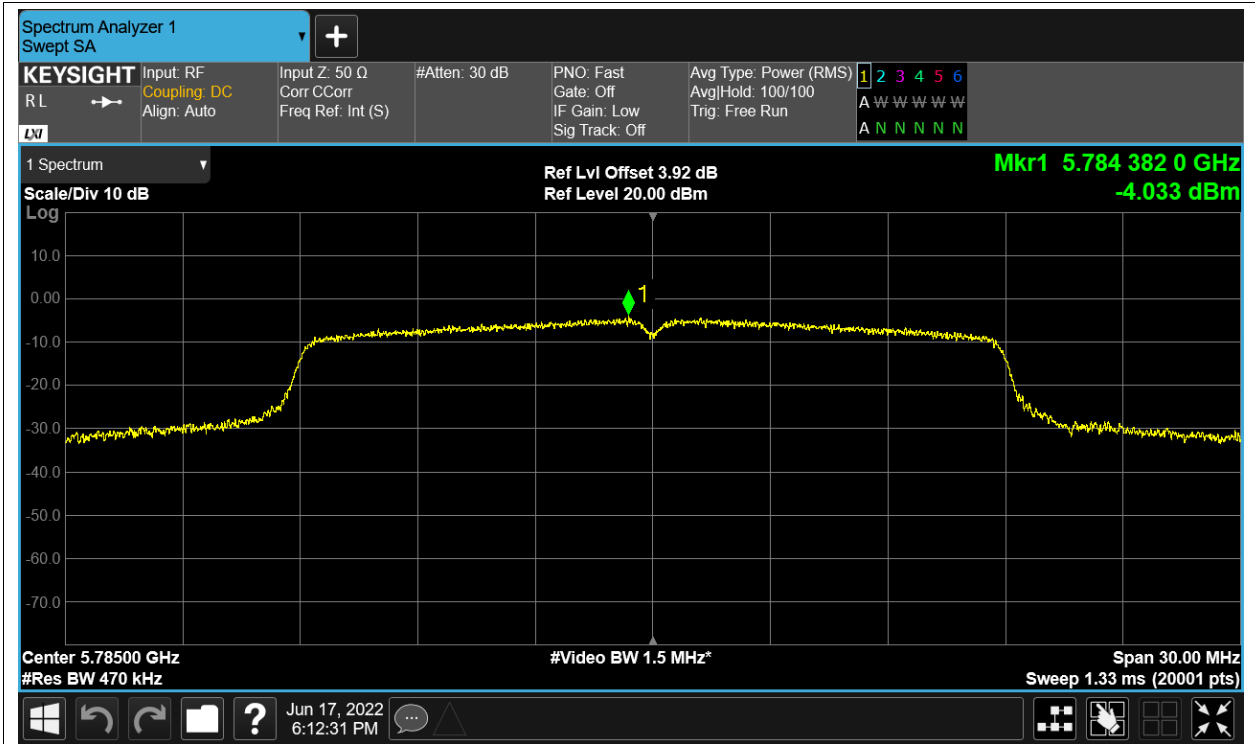 Spectrum Analyzer 1
Swept SA
KEYSIGHT
R L
LXI
Input: RF
Coupling: DC
Align: Auto
Input Z: 50 Ω
Corr CCorr
Freq Ref: Int (S)
#Atten: 30 dB
PNO: Fast
Gate: Off
IF Gain: Low
Sig Track: Off
Avg Type: Power (RMS)
Avg|Hold: 100/100
Trig: Free Run
1 2 3 4 5 6
A W W W W W
A N N N N N
1 Spectrum
Scale/Div 10 dB
Ref Lvl Offset 3.92 dB
Ref Level 20.00 dBm
Mkr1 5.784 382 0 GHz
-4.033 dBm
Log
10.0
0.00
-10.0
-20.0
-30.0
-40.0
-50.0
-60.0
-70.0
1
Center 5.78500 GHz
#Res BW 470 kHz
#Video BW 1.5 MHz*
Span 30.00 MHz
Sweep 1.33 ms (20001 pts)
?
Jun 17, 2022
6:12:31 PM